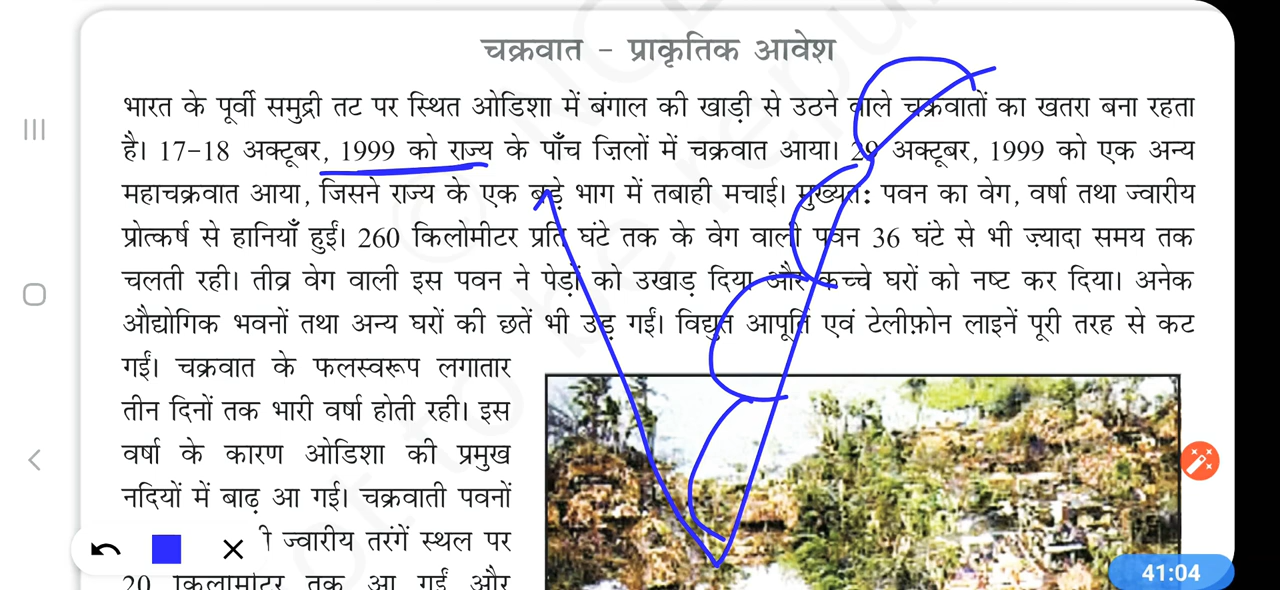 चक्रवात - प्राकृतिक आवेश
भारत के पूर्वी समुद्री तट पर स्थित ओडिशा में बंगाल की खाड़ी से उठने वाले चक्रवातों का खतरा बना रहता
है। 17-18 अक्टूबर, 1999 को राज्य के पाँच ज़िलों में चक्रवात आया। 29 अक्टूबर, 1999 को एक अन्य
महाचक्रवात आया, जिसने राज्य के एक बड़े भाग में तबाही मचाई। मुख्यत: पवन का वेग, वर्षा तथा ज्वारीय
प्रोत्कर्ष से हानियाँ हुईं। 260 किलोमीटर प्रति घंटे तक के वेग वाली पवन 36 घंटे से भी ज्यादा समय तक
चलती रही। तीव्र वेग वाली इस पवन ने पेड़ों को उखाड़ दिया और कच्चे घरों को नष्ट कर दिया। अनेक
औद्योगिक भवनों तथा अन्य घरों की छतें भी उड़ गईं। विद्युत आपूर्ति एवं टेलीफ़ोन लाइनें पूरी तरह से कट
गईं। चक्रवात के फलस्वरूप लगातार
तीन दिनों तक भारी वर्षा होती रही। इस
वर्षा के कारण ओडिशा की प्रमुख
नदियों में बाढ़ आ गई। चक्रवाती पवनों
ज्वारीय तरंगें स्थल पर
20 किलोमीटर तक आ गईं और
41:04